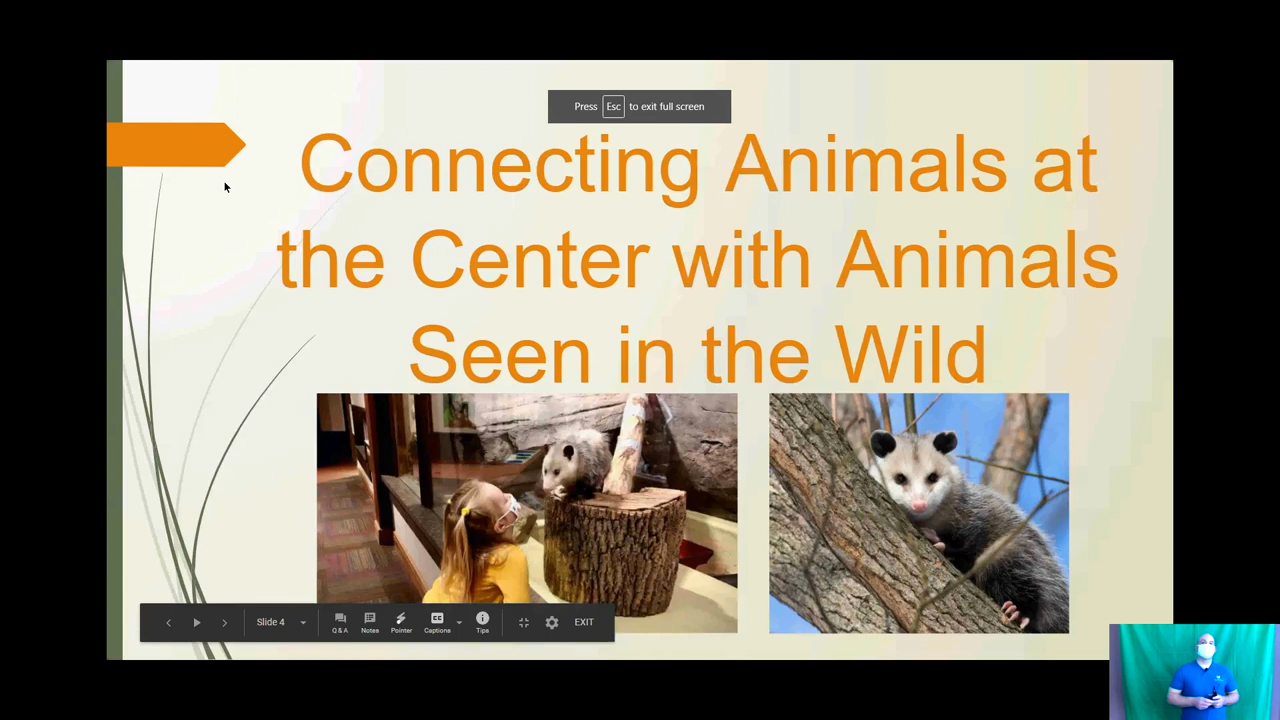 Press Esc to exit full screen
Connecting Animals at
the Center with Animals
Seen in the Wild
Slide 4
Q & A
Notes
Pointer
Captions
Tips
EXIT